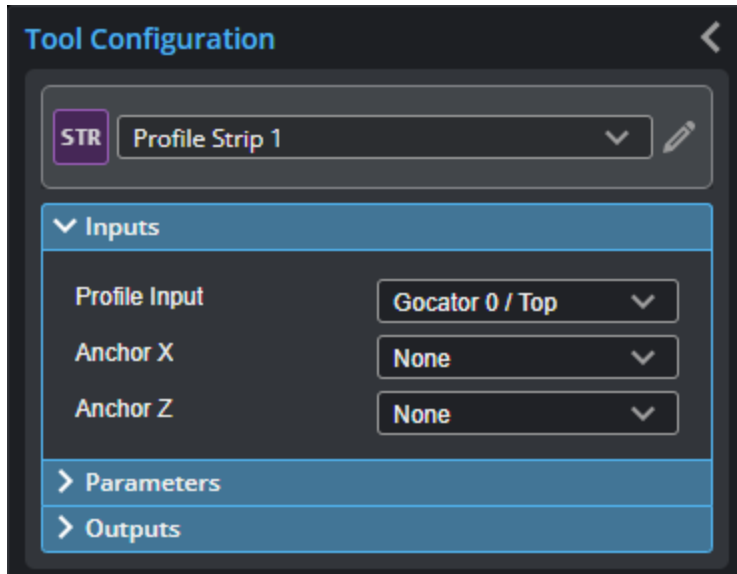 Tool Configuration
STR Profile Strip 1
Inputs
Profile Input Gocator 0 / Top
Anchor X None
Anchor Z None
Parameters
Outputs